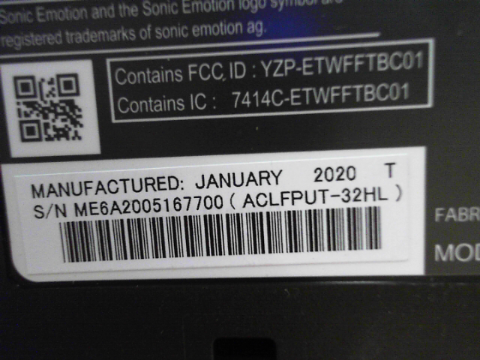 Sonic Emotion and the Sonic Emotion logo symbol are
registered trademarks of sonic emotion ag.
Contains FCC ID : YZP-ETWFFTBC01
Contains IC : 7414C-ETWFFTBC01
MANUFACTURED: JANUARY 2020 T
S/N ME6A2005167700 ( ACLFPUT-32HL )
FABR
MOD